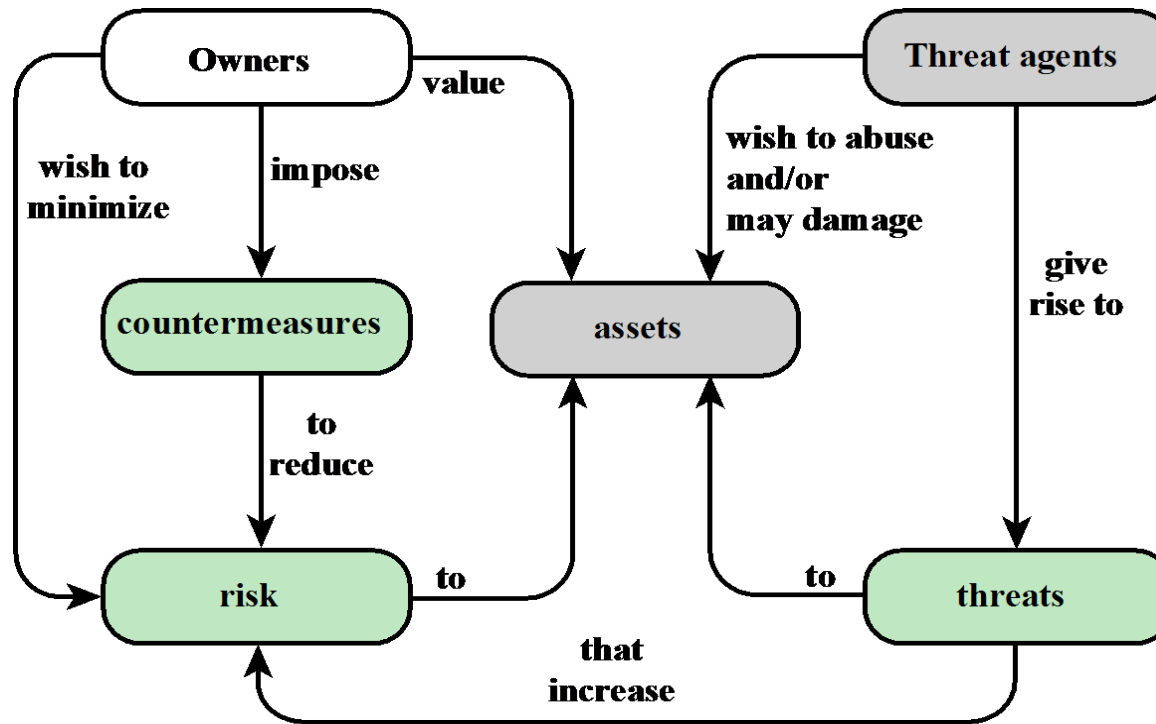 Owners
Threat agents
value
wish to
minimize
impose
wish to abuse
and/or
may damage
give
rise to
countermeasures
assets
to
reduce
risk
to
to
threats
that
increase